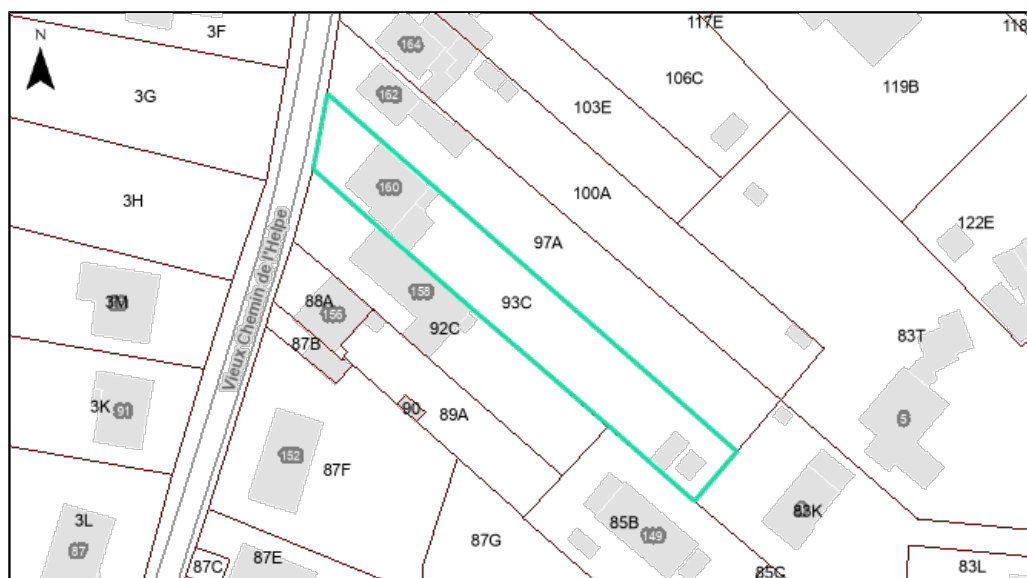 3F
117E
118
N
164
106C
119B
3G
162
103E
160
100A
3H
122E
97A
Vieux Chemin de l'Helpe
158
93C
3M
88A
156
92C
83T
87B
3K
91
90
89A
5
152
87F
3L
85B
83K
149
87
87G
87C
87E
85C
83L